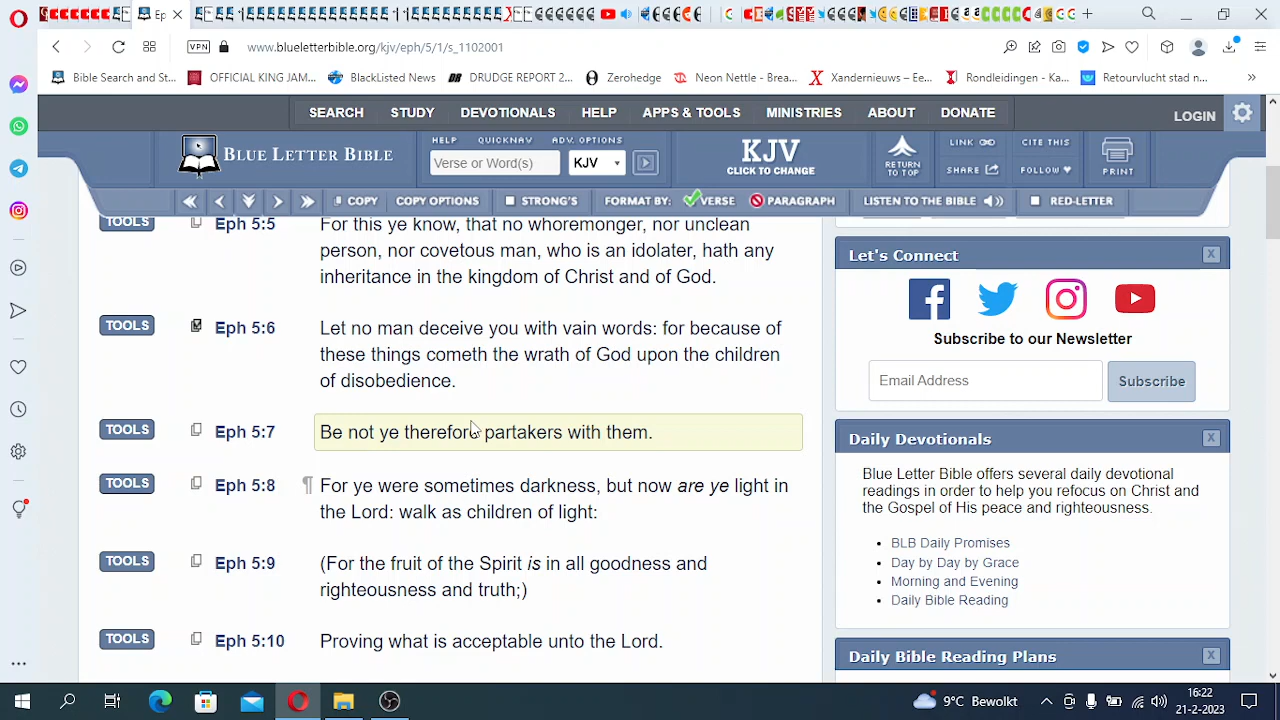 Ep
VPN
www.blueletterbible.org/kjv/eph/5/1/s_1102001
Bible Search and St...
OFFICIAL KING JAM...
BlackListed News
DRUDGE REPORT 2...
Zerohedge
Neon Nettle - Brea...
Xandernieuws – Ee...
Rondleidingen - Ka...
Retourvlucht stad n...
SEARCH STUDY DEVOTIONALS HELP APPS & TOOLS MINISTRIES ABOUT DONATE
LOGIN
BLUE LETTER BIBLE
HELP QUICKNAV ADV. OPTIONS
Verse or Word(s)
KJV
KJV
CLICK TO CHANGE
RETURN
TO TOP
LINK
SHARE
CITE THIS
FOLLOW
PRINT
COPY COPY OPTIONS STRONG'S FORMAT BY: VERSE PARAGRAPH LISTEN TO THE BIBLE RED-LETTER
TOOLS Eph 5:5 For this ye know, that no whoremonger, nor unclean
person, nor covetous man, who is an idolater, hath any
inheritance in the kingdom of Christ and of God.
TOOLS Eph 5:6 Let no man deceive you with vain words: for because of
these things cometh the wrath of God upon the children
of disobedience.
TOOLS Eph 5:7 Be not ye therefore partakers with them.
TOOLS Eph 5:8 ¶ For ye were sometimes darkness, but now are ye light in
the Lord: walk as children of light:
TOOLS Eph 5:9 (For the fruit of the Spirit is in all goodness and
righteousness and truth;)
TOOLS Eph 5:10 Proving what is acceptable unto the Lord.
Let's Connect
Subscribe to our Newsletter
Email Address
Subscribe
Daily Devotionals
Blue Letter Bible offers several daily devotional
readings in order to help you refocus on Christ and
the Gospel of His peace and righteousness.
BLB Daily Promises
Day by Day by Grace
Morning and Evening
Daily Bible Reading
Daily Bible Reading Plans
9°C Bewolkt
16:22
21-2-2023